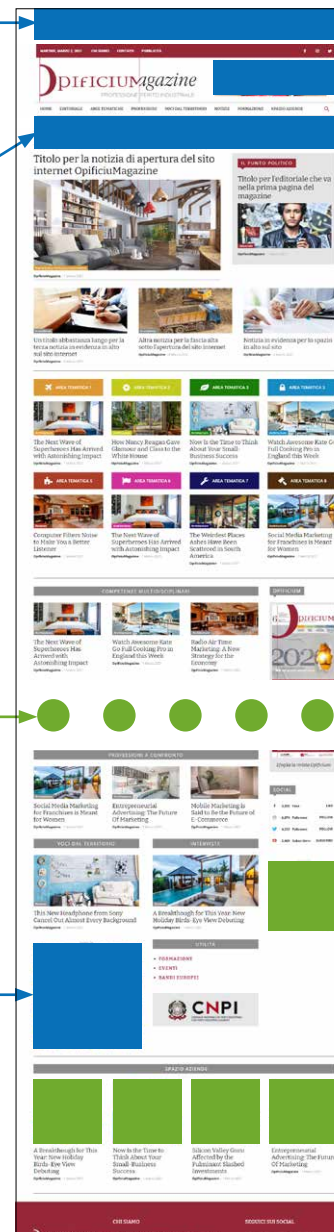 MARTEDÌ, MARZO 2, 2021 CHI SIAMO CONTATTI PUBBLICITÀ
OPIFICIUMagazine
PROFESSIONE PERITO INDUSTRIALE
HOME EDITORIALE AREE TEMATICHE PROFESSIONE VOCI DAL TERRITORIO NOTIZIE FORMAZIONE SPAZIO AZIENDE
Titolo per la notizia di apertura del sito
internet OpificiuMagazine
IL PUNTO POLITICO
Titolo per l'editoriale che va
nella prima pagina del
magazine
Un titolo abbastanza lungo per la
terza notizia in evidenza in alto
sul sito internet
Altra notizia per la fascia alta
sotto l'apertura del sito internet
Notizia in evidenza per lo spazio
in alto sul sito
AREA TEMATICA 1
AREA TEMATICA 2
AREA TEMATICA 3
AREA TEMATICA 4
The Next Wave of
Superheroes Has Arrived
with Astonishing Impact
How Nancy Reagan Gave
Glamour and Class to the
White House
Now Is the Time to Think
About Your Small-
Business Success
Watch Awesome Kate Go
Full Cooking Pro in
England this Week
AREA TEMATICA 5
AREA TEMATICA 6
AREA TEMATICA 7
AREA TEMATICA 8
Computer Filters Noise
to Make You a Better
Listener
The Next Wave of
Superheroes Has Arrived
with Astonishing Impact
The Weirdest Places
Ashes Have Been
Scattered in South
America
Social Media Marketing
for Franchises is Meant
for Women
COMPETENZE MULTIDISCIPLINARI
OPIFICIUM
The Next Wave of
Superheroes Has
Arrived with
Astonishing Impact
Watch Awesome Kate
Go Full Cooking Pro in
England this Week
Radio Air Time
Marketing: A New
Strategy for the
Economy
OPIFICIUM
PROFESSIONI A CONFRONTO
Sfoglia la rivista Opificium
Social Media Marketing
for Franchises is Meant
for Women
Entrepreneurial
Advertising: The Future
Of Marketing
Mobile Marketing is
Said to Be the Future of
E-Commerce
SOCIAL
VOCI DAL TERRITORIO
INTERVISTE
This New Headphone from Sony
Cancel Out Almost Every Background
A Breakthrough for This Year: New
Holiday Birds-Eye View Debuting
UTILITÀ
• FORMAZIONE
• EVENTI
• BANDI EUROPEI
CNPI
SPAZIO AZIENDE
A Breakthrough for This
Year: New Holiday
Birds-Eye View
Debuting
Now Is the Time to
Think About Your
Small-Business
Success
Silicon Valley Guru
Affected by the
Fulminant Slashed
Investments
Entrepreneurial
Advertising: The Future
Of Marketing
CHI SIAMO
SEGUICI SUI SOCIAL